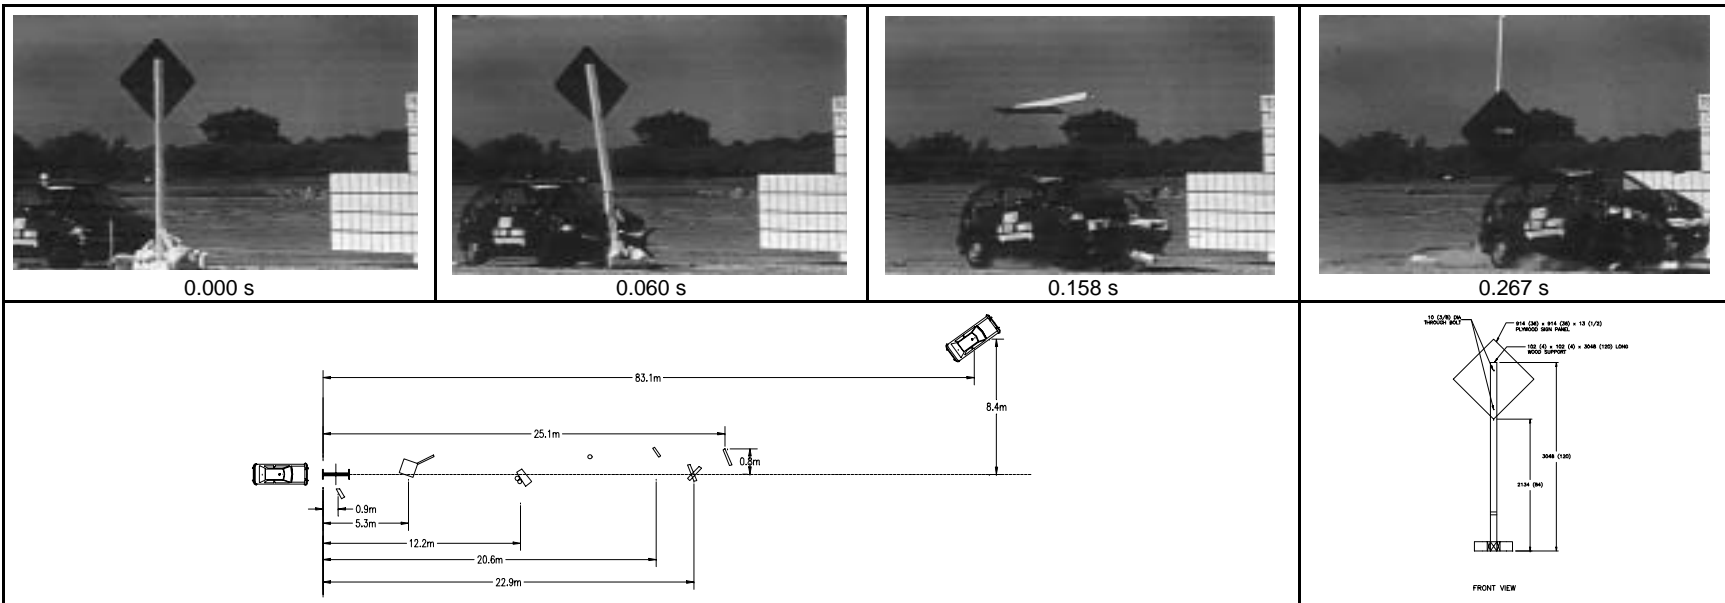 0.000 s
0.060 s
0.158 s
0.267 s
83.1m
8.4m
25.1m
0.8m
0.9m
5.3m
12.2m
20.6m
22.9m
10 (3/8) DIA
THROUGH BOLT
914 (36) x 914 (36) x 13 (1/2)
PLYWOOD SIGN PANEL
102 (4) x 102 (4) x 3048 (120) LONG
WOOD SUPPORT
3048 (120)
2134 (84)
FRONT VIEW